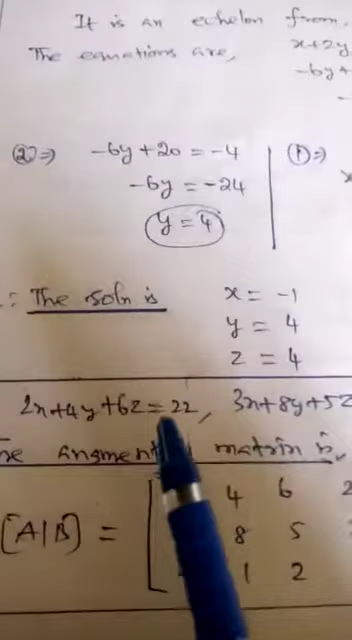 It is an echelon from.
The equations are, x+2y
-6y+
(2) ⇒ -6y+20 = -4
(1) ⇒
-6y = -24
y = 4
∴ The soln is x = -1
y = 4
z = 4
2x+4y+6z = 22, 3x+8y+5z
augment matrix is,
[A|B] = 4 6 2
8 5
1 2